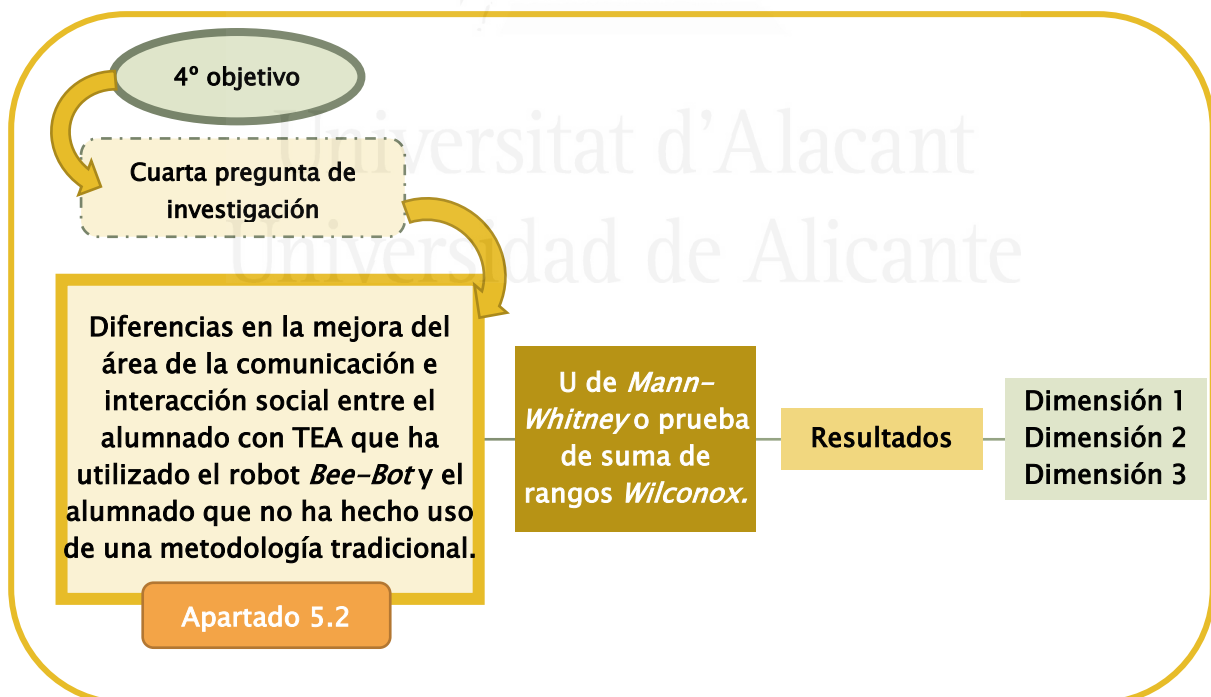 4º objetivo
Universitat d'Alacant
Universidad de Alicante
Cuarta pregunta de
investigación
Diferencias en la mejora del
área de la comunicación e
interacción social entre el
alumnado con TEA que ha
utilizado el robot Bee-Bot y el
alumnado que no ha hecho uso
de una metodología tradicional.
Apartado 5.2
U de Mann-
Whitney o prueba
de suma de
rangos Wilconox.
Resultados
Dimensión 1
Dimensión 2
Dimensión 3